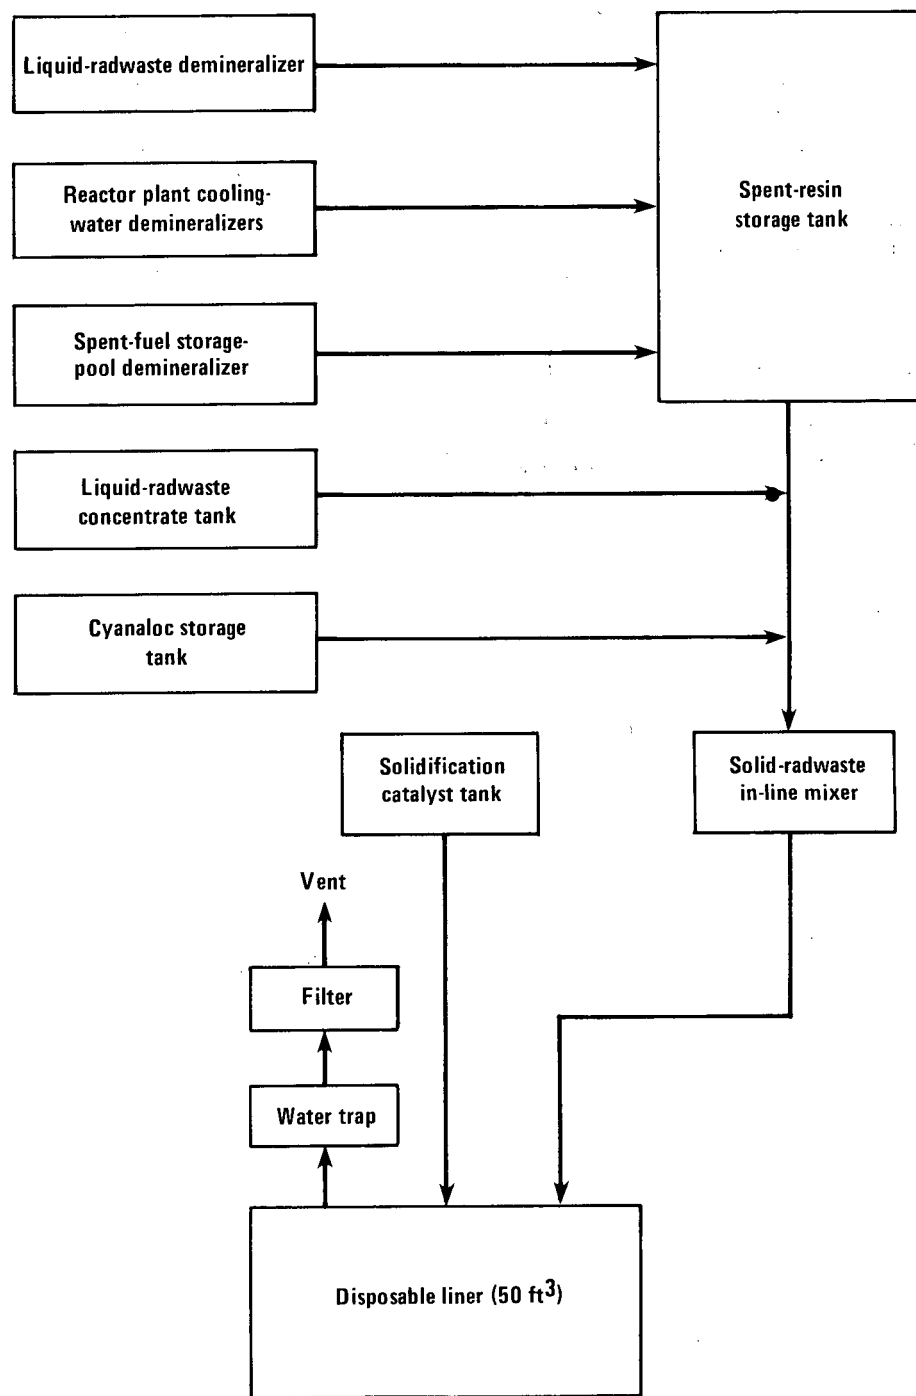 Liquid-radwaste demineralizer
Reactor plant cooling-
water demineralizers
Spent-resin
storage tank
Spent-fuel storage-
pool demineralizer
Liquid-radwaste
concentrate tank
Cyanaloc storage
tank
Solidification
catalyst tank
Solid-radwaste
in-line mixer
Vent
Filter
Water trap
Disposable liner (50 ft³)